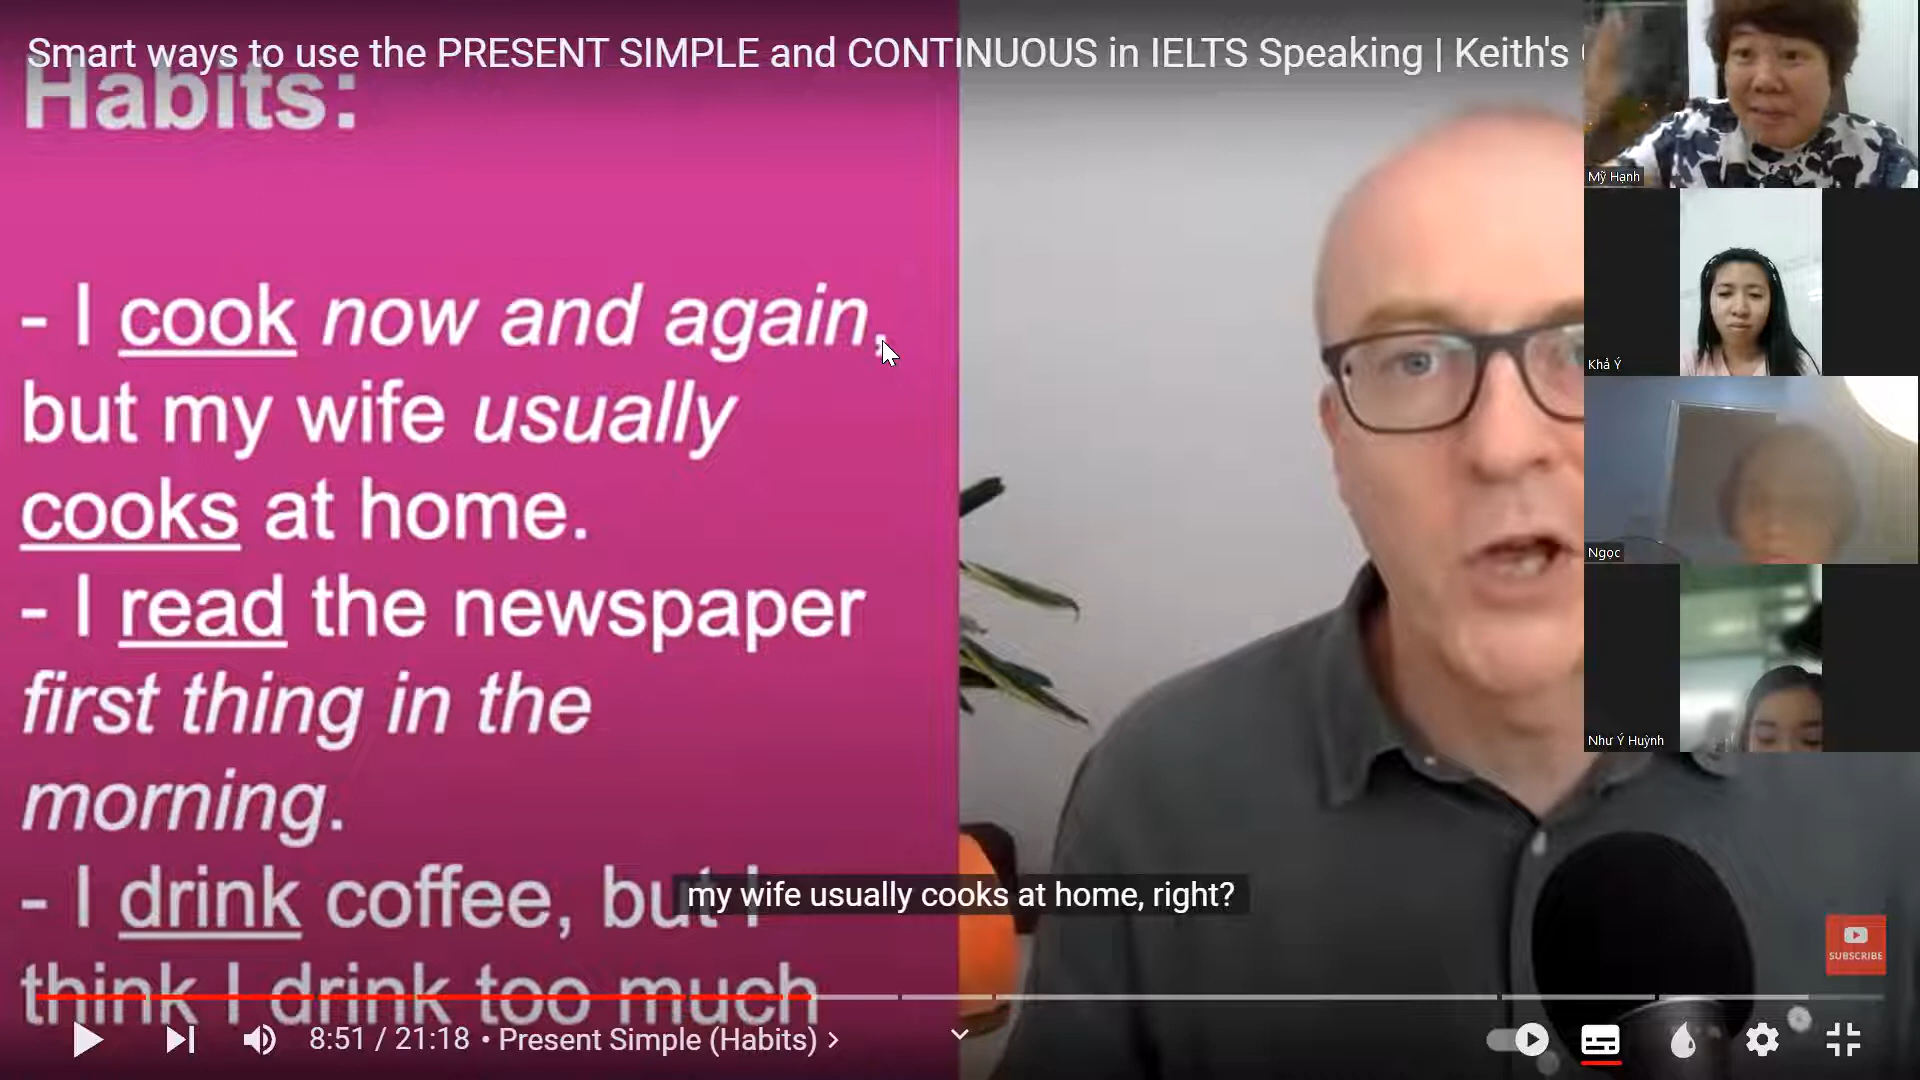 Smart ways to use the PRESENT SIMPLE and CONTINUOUS in IELTS Speaking | Keith's
Habits:
- I cook now and again,
but my wife usually
cooks at home.
- I read the newspaper
first thing in the
morning.
- I drink coffee, but I
think I drink too much
my wife usually cooks at home, right?
8:51 / 21:18 • Present Simple (Habits) >
SUBSCRIBE
Mỹ Hạnh
Khả Ý
Ngọc
Như Ý Huỳnh